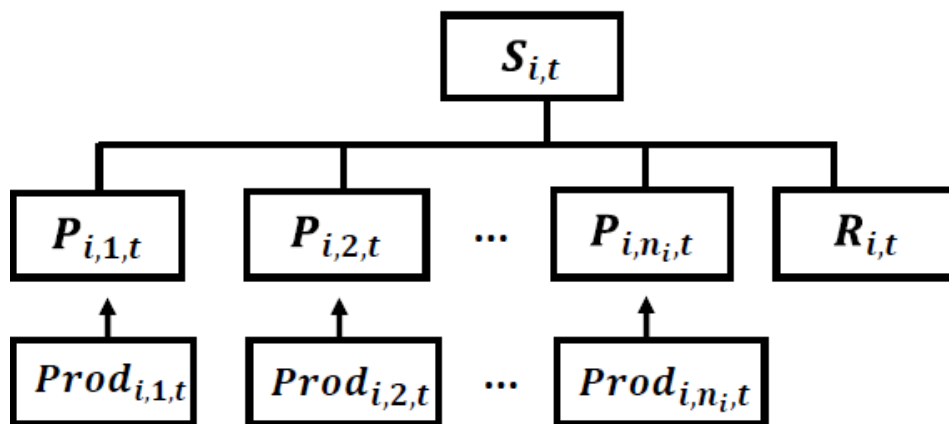 S_{i,t}
P_{i,1,t} P_{i,2,t} ... P_{i,n_i,t} R_{i,t}
Prod_{i,1,t} Prod_{i,2,t} ... Prod_{i,n_i,t}